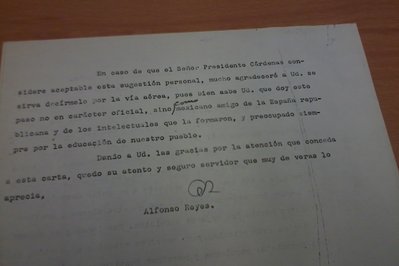 En caso de que el Señor Presidente Cárdenas con-
sidere aceptable esta sugestión personal, mucho agradeceré a Ud. se
sirva decírmelo por la vía aérea, pues bien sabe Ud. que doy este
paso no en carácter oficial, sino como mexicano amigo de la España repu-
blicana y de los intelectuales que la formaron, y preocupado siem-
pre por la educación de nuestro pueblo.
Dando a Ud. las gracias por la atención que conceda
a esta carta, quedo su atento y seguro servidor que muy de veras lo
aprecia,
Alfonso Reyes.